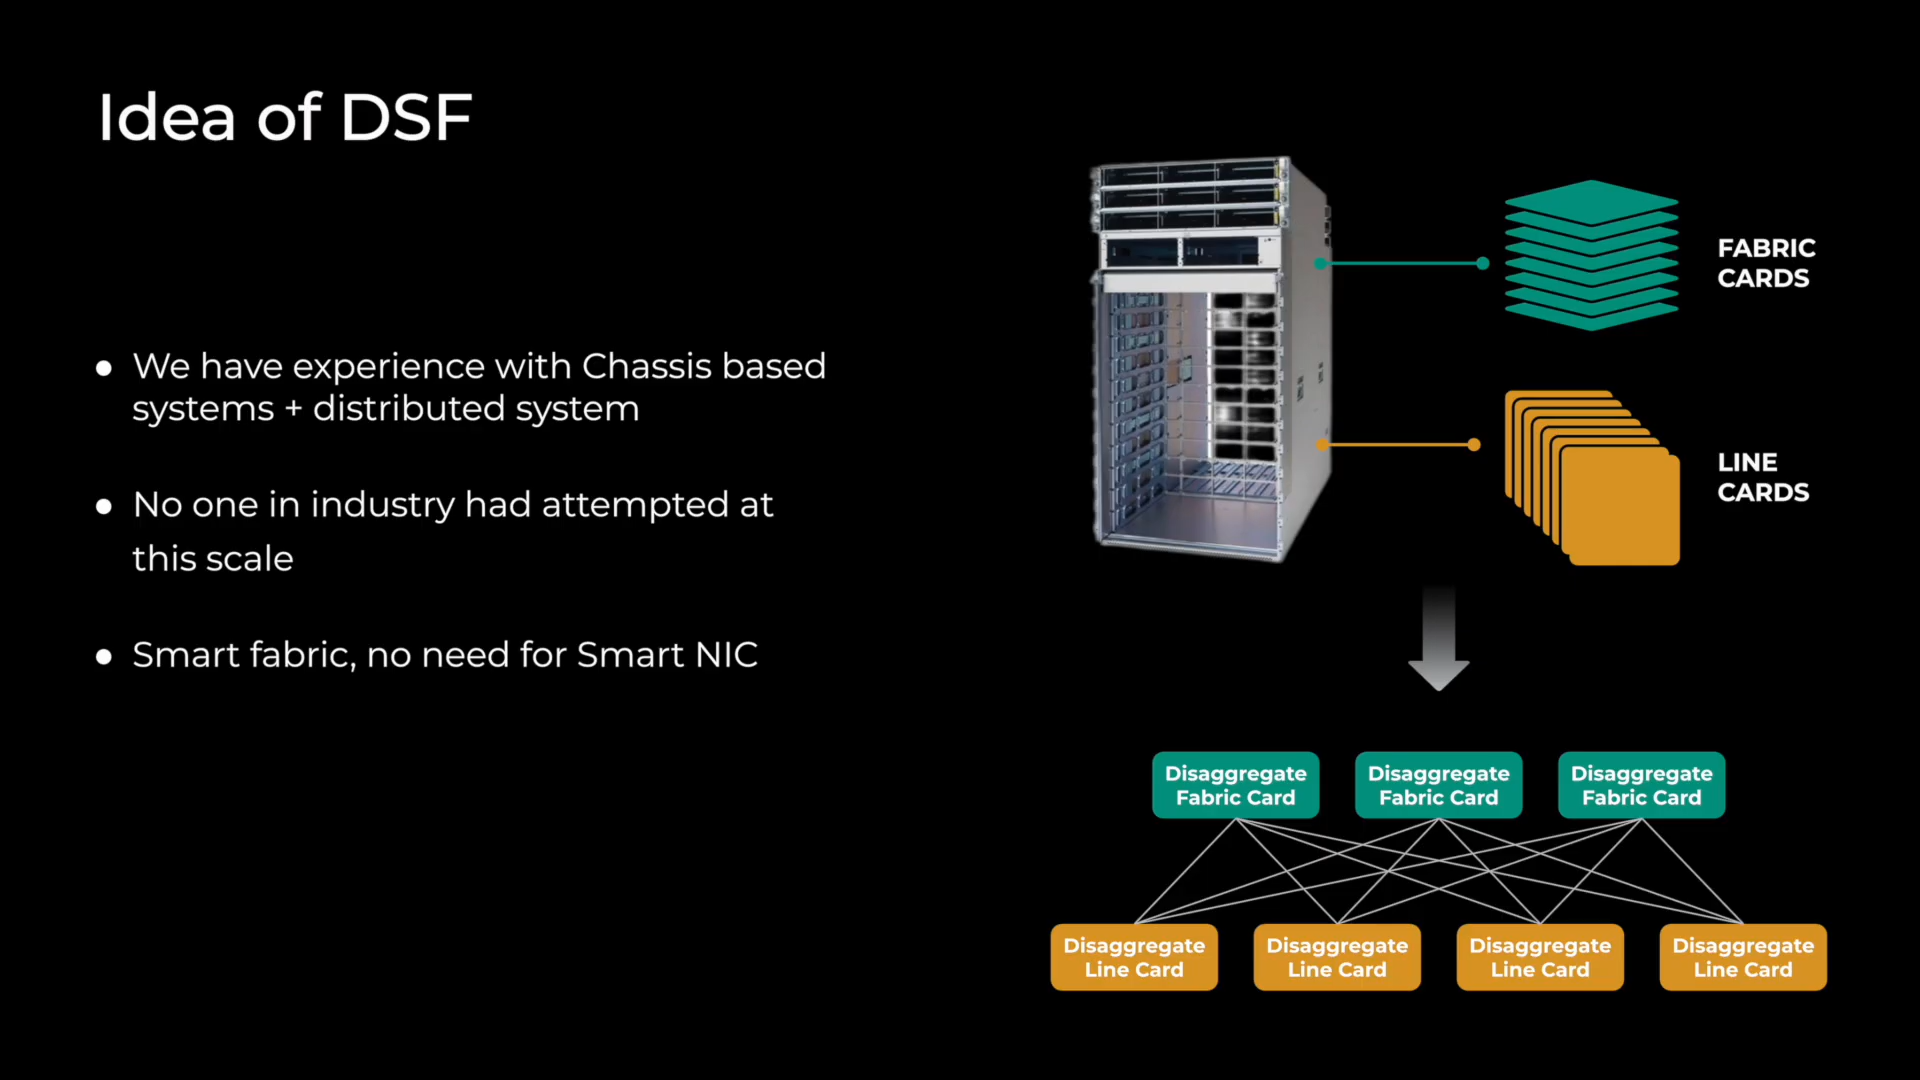 Idea of DSF
● We have experience with Chassis based
systems + distributed system
● No one in industry had attempted at
this scale
● Smart fabric, no need for Smart NIC
FABRIC
CARDS
LINE
CARDS
Disaggregate
Fabric Card
Disaggregate
Fabric Card
Disaggregate
Fabric Card
Disaggregate
Line Card
Disaggregate
Line Card
Disaggregate
Line Card
Disaggregate
Line Card